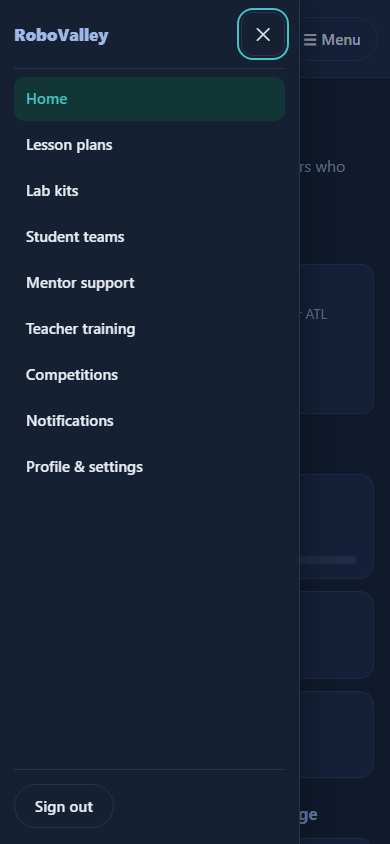 RoboValley
Menu
Home
Lesson plans
rs who
Lab kits
Student teams
Mentor support
ATL
Teacher training
Competitions
Notifications
Profile & settings
Sign out
ge